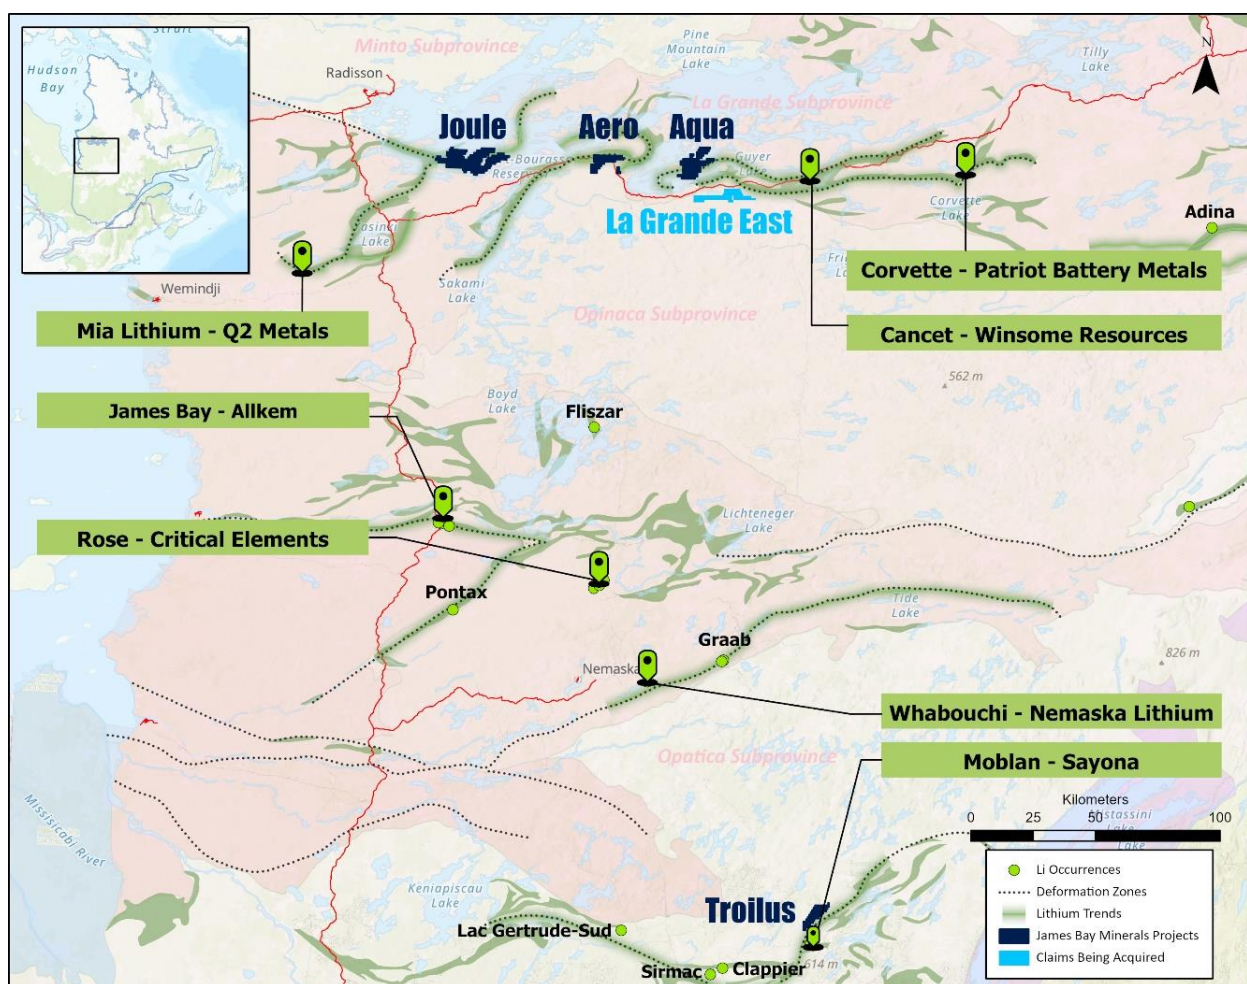 Strait
Hudson
Bay
Minto Subprovince
Pine
Mountain
Lake
Tilly
Lake
N
Radisson
La Grande Subprovince
Joule
Aero
Aqua
Guyer
La Grande East
Corvette
Lake
Adina
Sakami
Lake
Wemindji
Opinaca Subprovince
Corvette - Patriot Battery Metals
Mia Lithium - Q2 Metals
Cancet - Winsome Resources
562 m
Boyd
Lake
James Bay - Allkem
Fliszar
Lichteneger
Lake
Rose - Critical Elements
Pontax
Tide
Lake
Graab
Nemaska
826 m
Whabouchi - Nemaska Lithium
Opatica Subprovince
Moblan - Sayona
Missisicabi River
Kilometers
0 25 50 100
Keniapiscau
Lake
Troilus
Lac Gertrude-Sud
Sirmac
Clappier
614 m
Li Occurrences
Deformation Zones
Lithium Trends
James Bay Minerals Projects
Claims Being Acquired